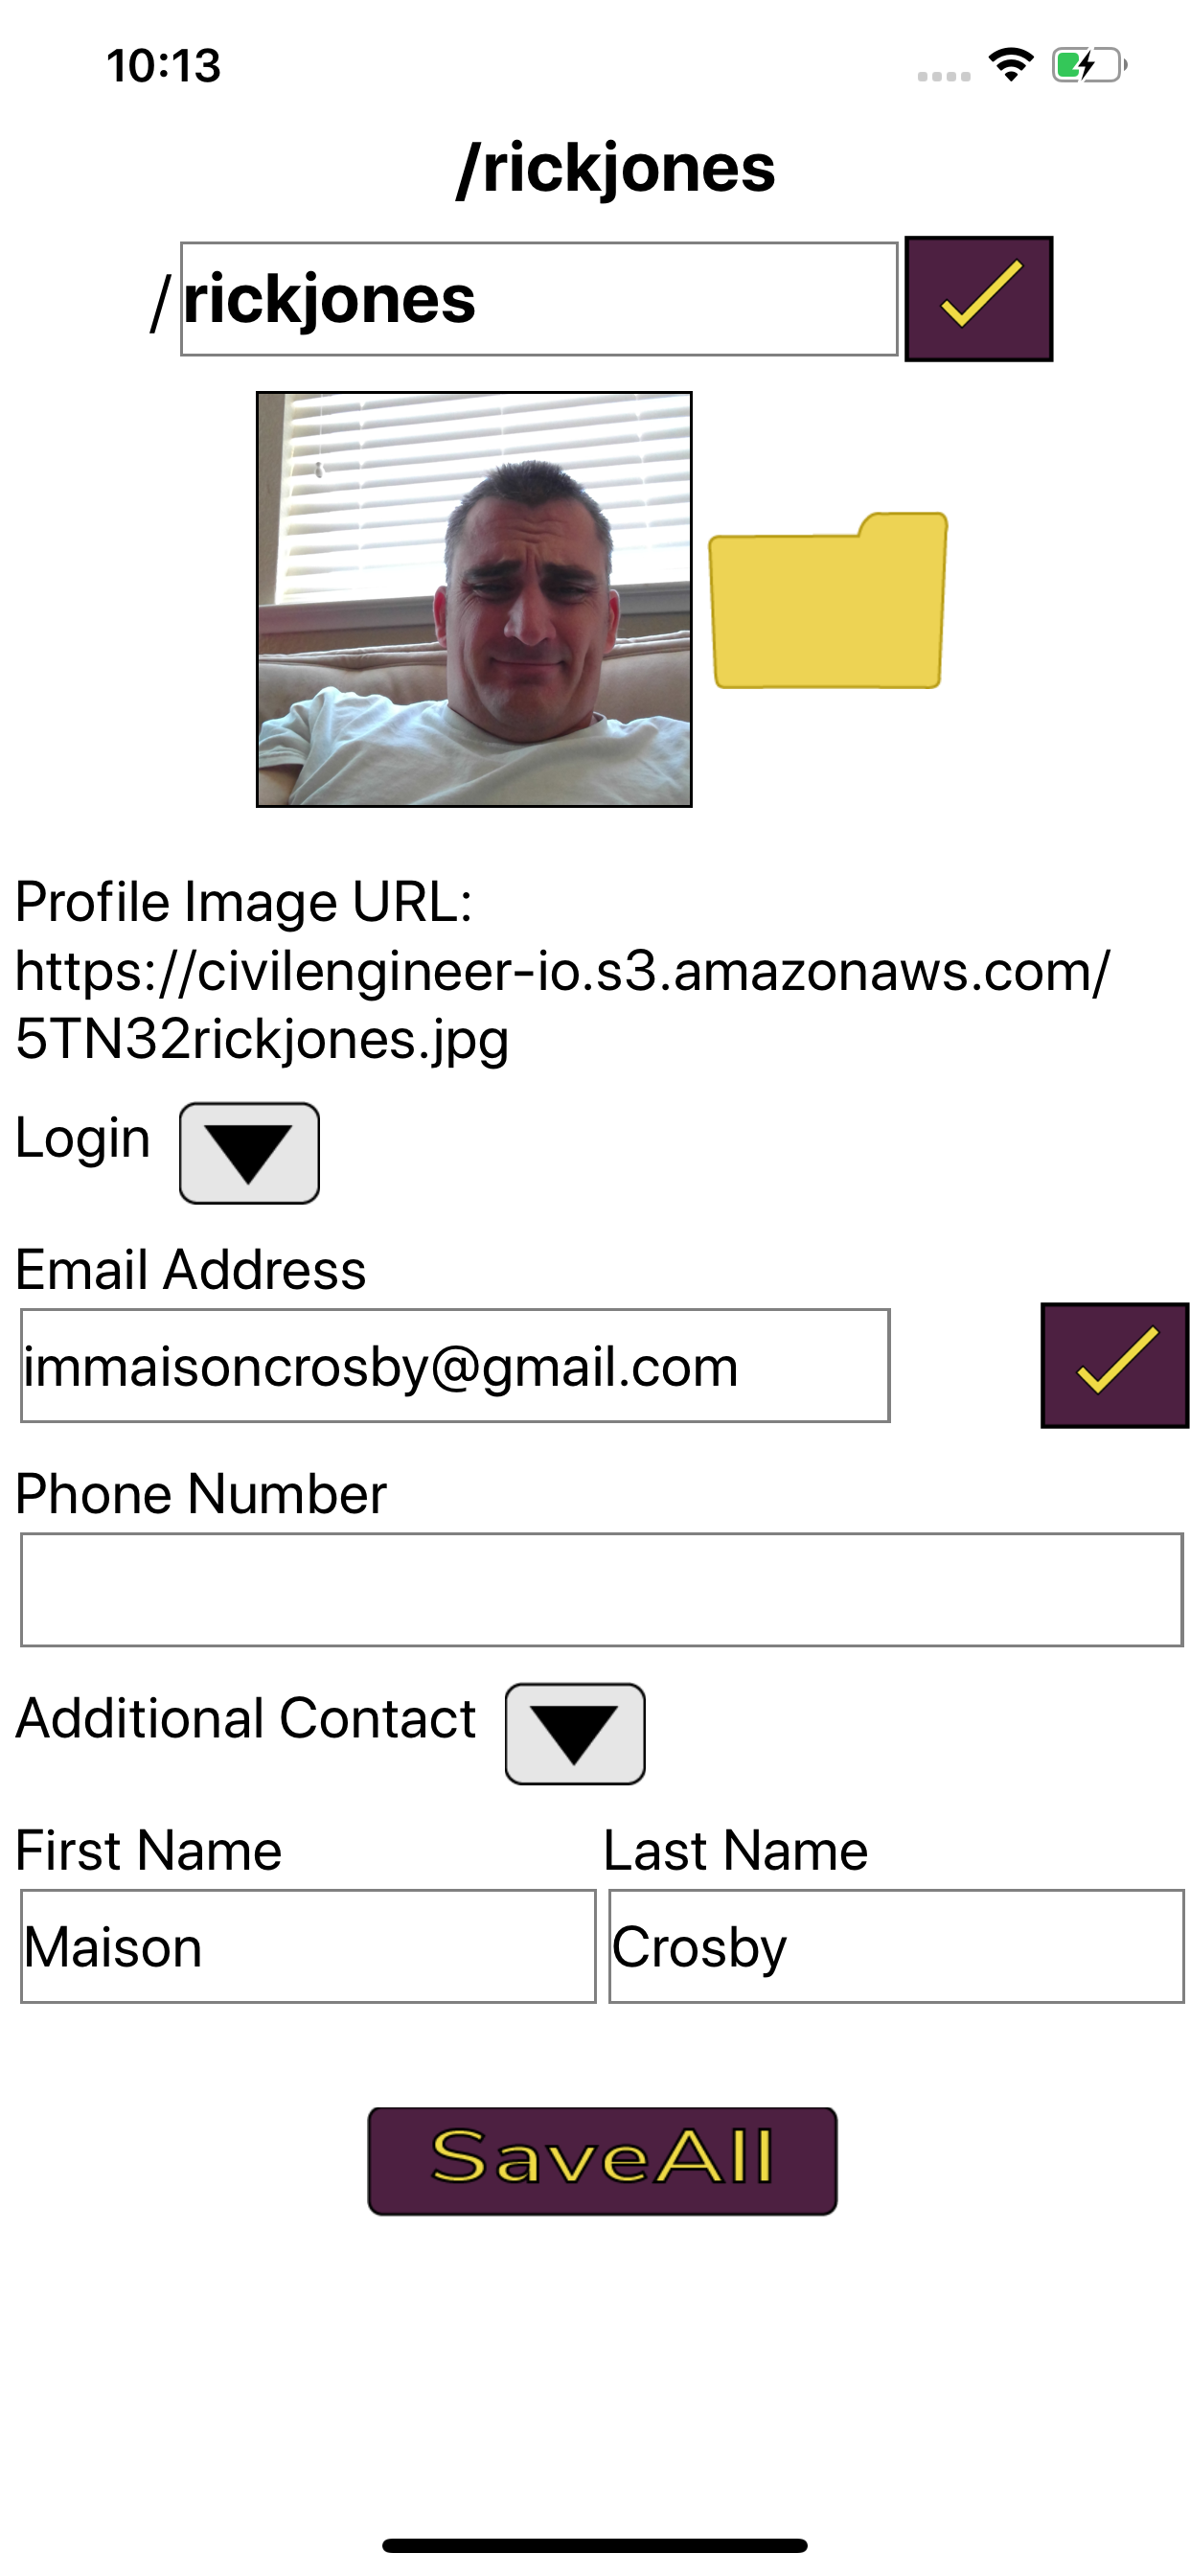 10:13
/rickjones
/rickjones
Profile Image URL:
https://civilengineer-io.s3.amazonaws.com/
5TN32rickjones.jpg
Login
Email Address
immaisoncrosby@gmail.com
Phone Number
Additional Contact
First Name Last Name
Maison Crosby
SaveAll